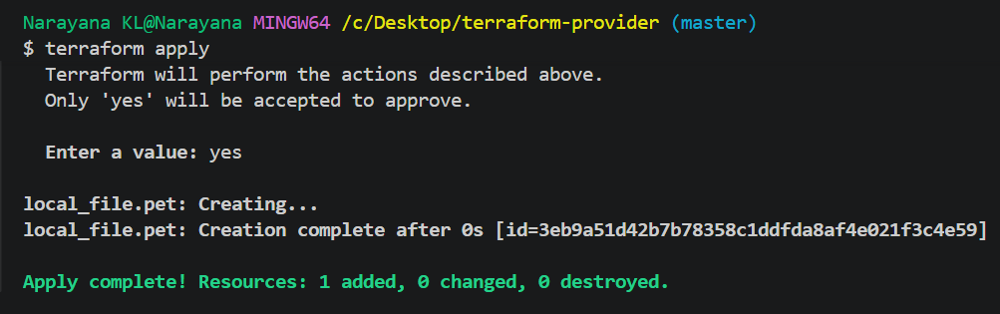 Narayana KL@Narayana MINGW64 /c/Desktop/terraform-provider (master)
$ terraform apply
Terraform will perform the actions described above.
Only 'yes' will be accepted to approve.
Enter a value: yes
local_file.pet: Creating...
local_file.pet: Creation complete after 0s [id=3eb9a51d42b7b78358c1ddfda8af4e021f3c4e59]
Apply complete! Resources: 1 added, 0 changed, 0 destroyed.